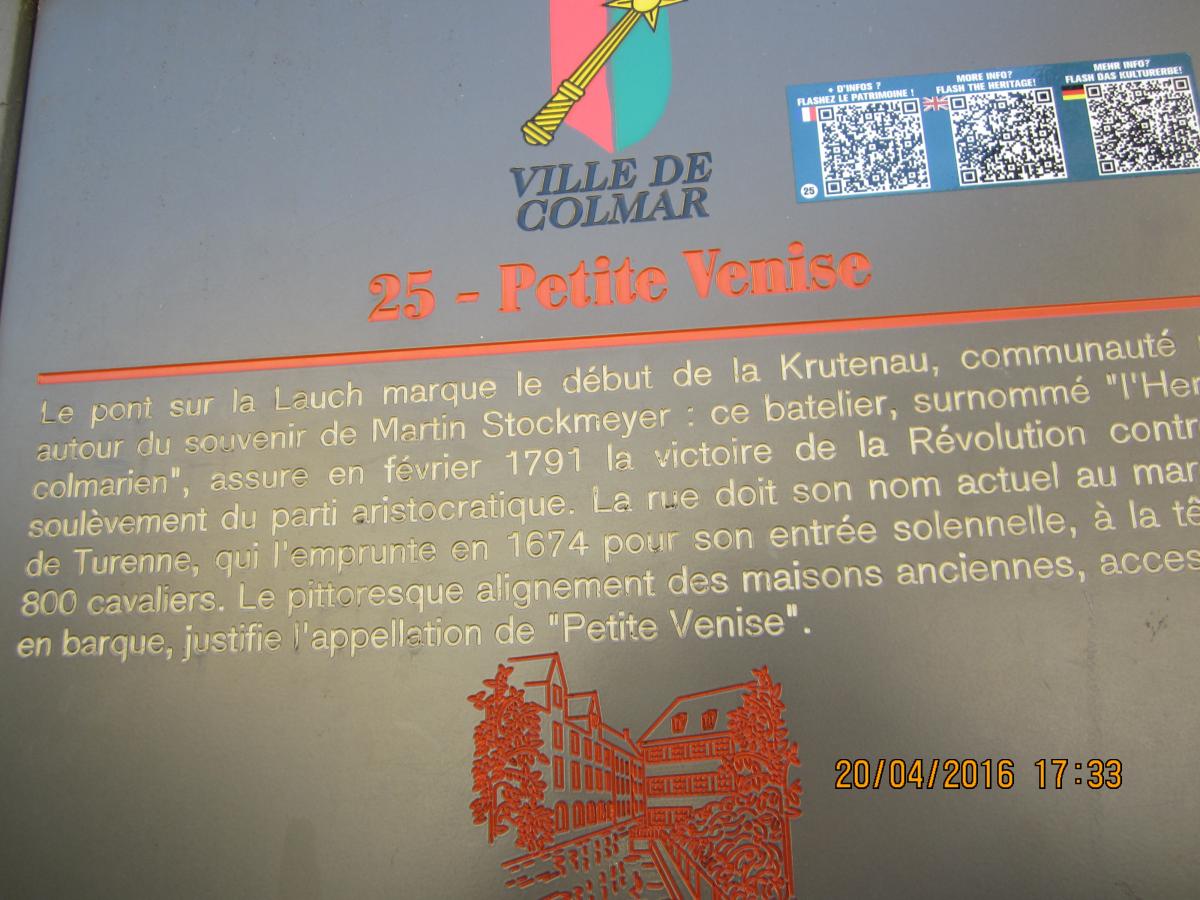 VILLE DE
COLMAR
+ D'INFOS ?
FLASHEZ LE PATRIMOINE !
MORE INFO?
FLASH THE HERITAGE!
MEHR INFO?
FLASH DAS KULTURERBE!
25
25 - Petite Venise
Le pont sur la Lauch marque le début de la Krutenau, communauté
autour du souvenir de Martin Stockmeyer : ce batelier, surnommé "l'Her
colmarien", assure en février 1791 la victoire de la Révolution contr
soulèvement du parti aristocratique. La rue doit son nom actuel au mar
de Turenne, qui l'emprunte en 1674 pour son entrée solennelle, à la tê
800 cavaliers. Le pittoresque alignement des maisons anciennes, acces
en barque, justifie l'appellation de "Petite Venise".
20/04/2016 17:33